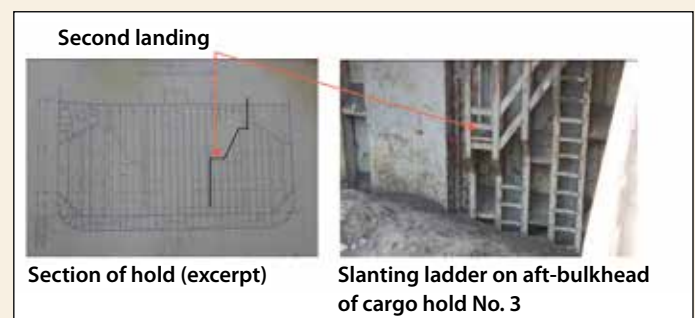 Second landing
Section of hold (excerpt)
Slanting ladder on aft-bulkhead
of cargo hold No. 3